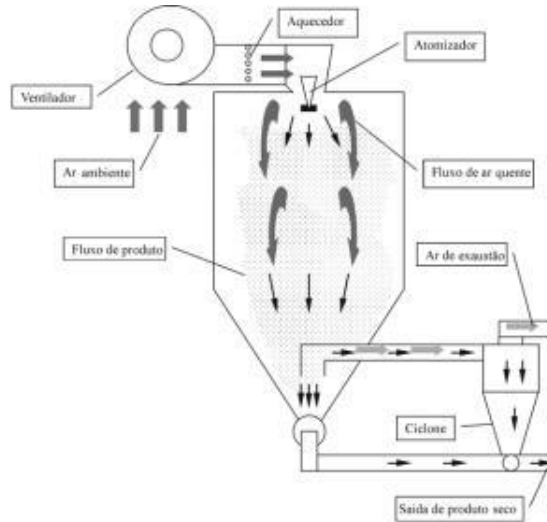 Aquecedor
Atomizador
Ventilador
Ar ambiente
Fluxo de ar quente
Fluxo de produto
Ar de exaustão
Ciclone
Saida de produto seco